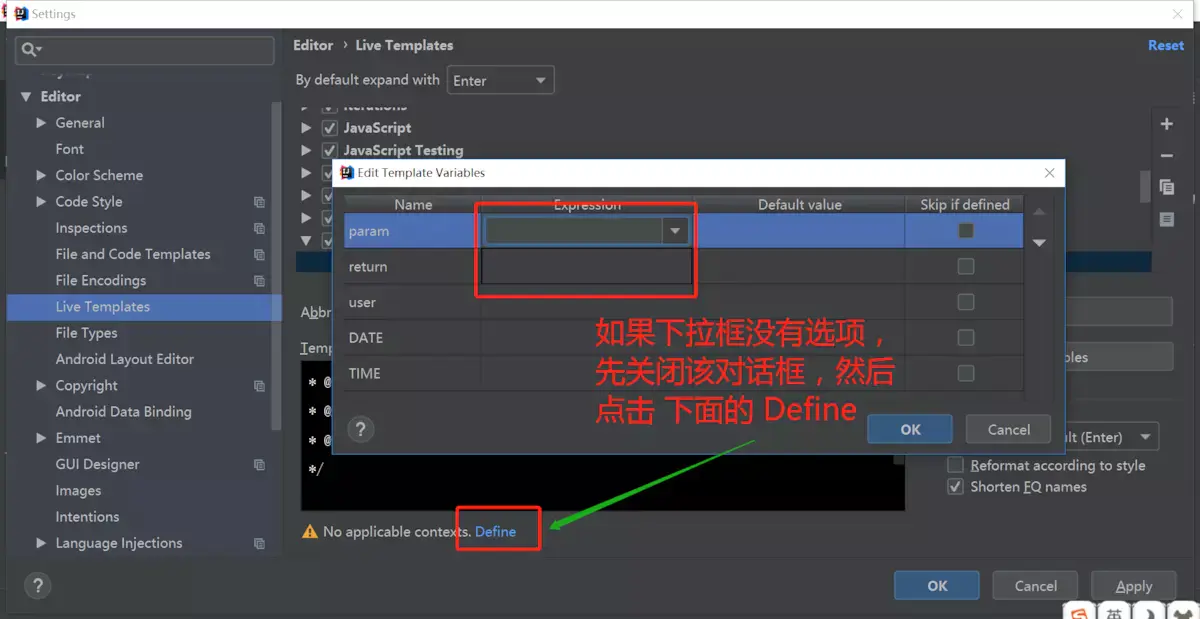 Settings
Editor › Live Templates
Reset
By default expand with
Enter
Editor
General
Font
Color Scheme
Code Style
Inspections
File and Code Templates
File Encodings
Live Templates
File Types
Android Layout Editor
Copyright
Android Data Binding
Emmet
GUI Designer
Images
Intentions
Language Injections
Iterations
JavaScript
JavaScript Testing
Edit Template Variables
Name
Expression
Default value
Skip if defined
param
return
user
DATE
TIME
如果下拉框没有选项，
先关闭该对话框，然后
点击 下面的 Define
?
OK
Cancel
* @
* @
* @
*/
lt (Enter)
Reformat according to style
Shorten FQ names
No applicable contexts. Define
?
OK
Cancel
Apply
英